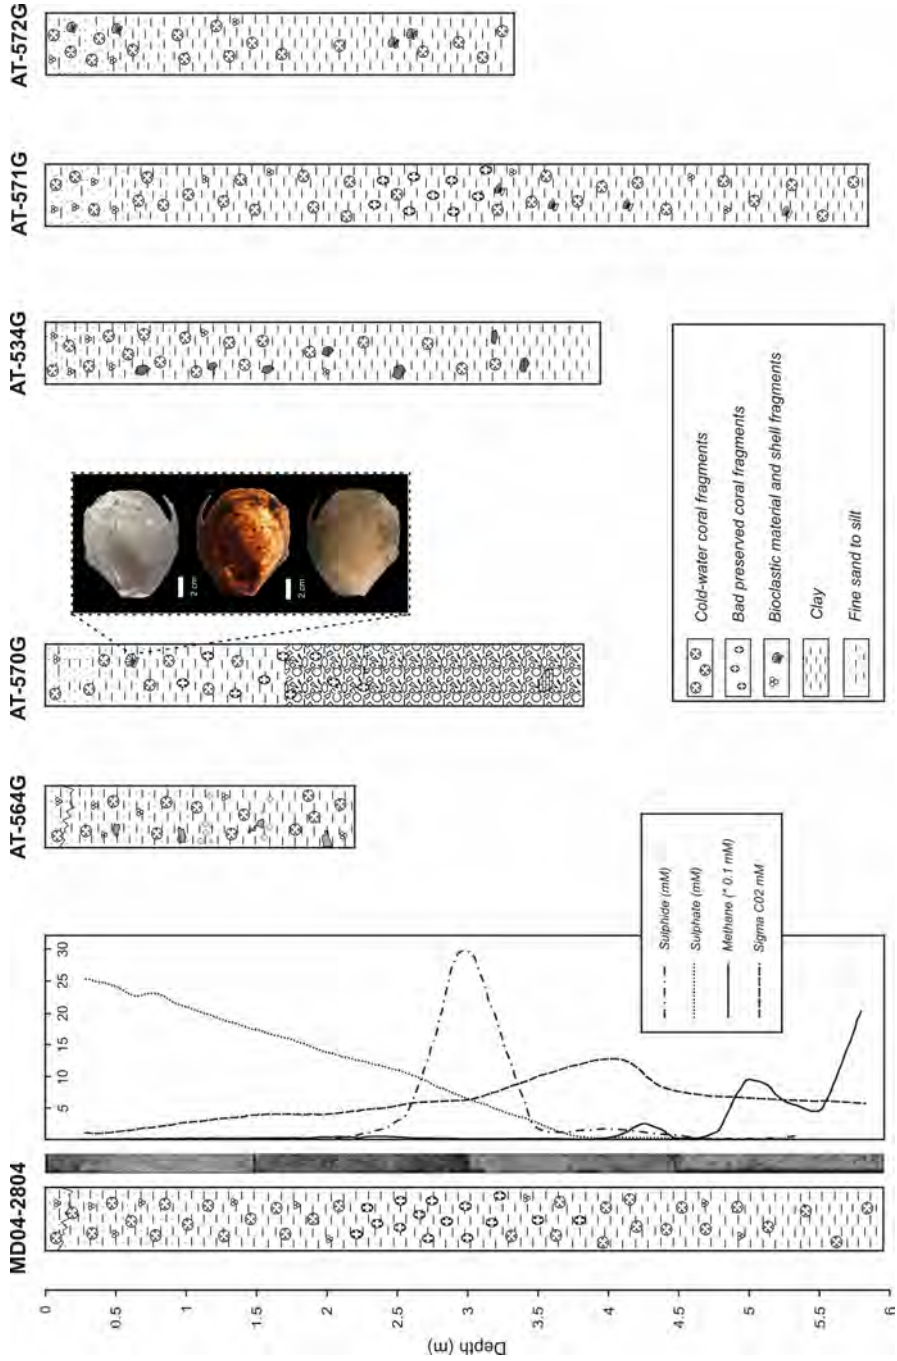 MD04-2804
AT-564G
AT-570G
AT-534G
AT-571G
AT-572G
Depth (m)
0
0.5
1
1.5
2
2.5
3
3.5
4
4.5
5
5.5
6
5
10
15
20
25
30
Sulphide (mM)
Sulphate (mM)
Methane (* 0.1 mM)
Sigma C02 mM
2 cm
2 cm
Cold-water coral fragments
Bad preserved coral fragments
Bioclastic material and shell fragments
Clay
Fine sand to silt